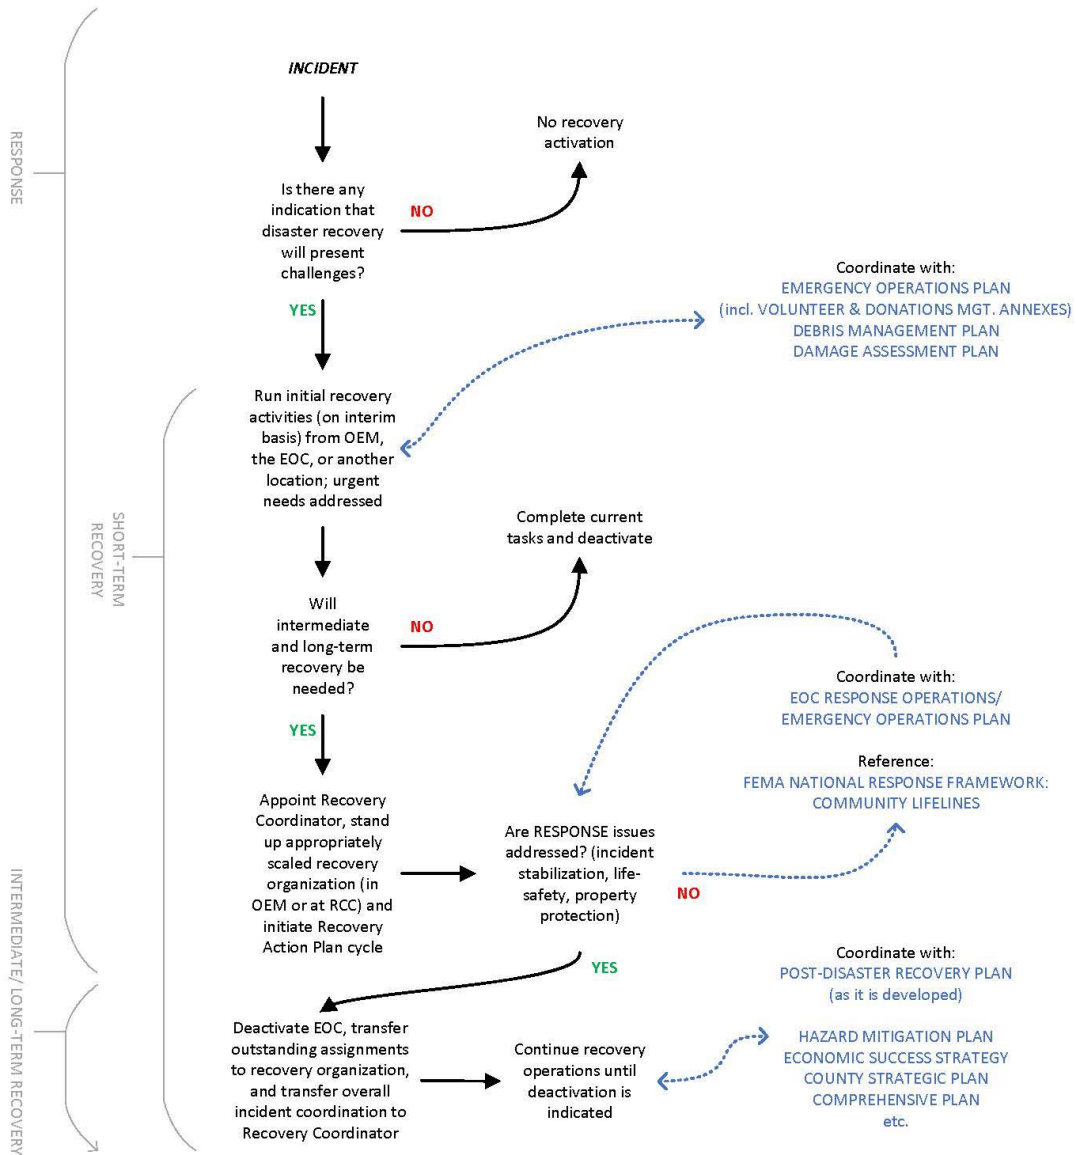 INCIDENT
No recovery
activation
RESPONSE
Is there any
indication that
disaster recovery
will present
challenges?
NO
YES
Coordinate with:
EMERGENCY OPERATIONS PLAN
(incl. VOLUNTEER & DONATIONS MGT. ANNEXES)
DEBRIS MANAGEMENT PLAN
DAMAGE ASSESSMENT PLAN
Run initial recovery
activities (on interim
basis) from OEM,
the EOC, or another
location; urgent
needs addressed
SHORT-TERM
RECOVERY
Complete current
tasks and deactivate
Will
intermediate
and long-term
recovery be
needed?
NO
YES
Coordinate with:
EOC RESPONSE OPERATIONS/
EMERGENCY OPERATIONS PLAN
Reference:
FEMA NATIONAL RESPONSE FRAMEWORK:
COMMUNITY LIFELINES
Appoint Recovery
Coordinator, stand
up appropriately
scaled recovery
organization (in
OEM or at RCC) and
initiate Recovery
Action Plan cycle
Are RESPONSE issues
addressed? (incident
stabilization, life-
safety, property
protection)
NO
YES
INTERMEDIATE/ LONG-TERM RECOVERY
Deactivate EOC, transfer
outstanding assignments
to recovery organization,
and transfer overall
incident coordination to
Recovery Coordinator
Continue recovery
operations until
deactivation is
indicated
Coordinate with:
POST-DISASTER RECOVERY PLAN
(as it is developed)
HAZARD MITIGATION PLAN
ECONOMIC SUCCESS STRATEGY
COUNTY STRATEGIC PLAN
COMPREHENSIVE PLAN
etc.